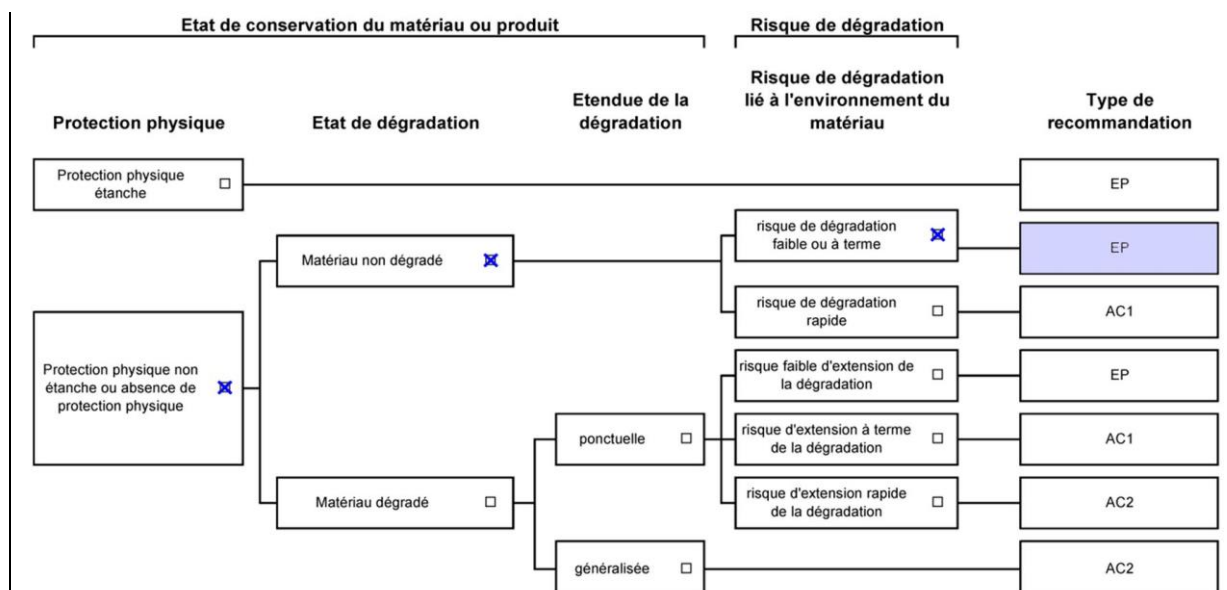 Etat de conservation du matériau ou produit
Risque de dégradation
Protection physique
Etat de dégradation
Etendue de la
dégradation
Risque de dégradation
lié à l'environnement du
matériau
Type de
recommandation
Protection physique
étanche
EP
risque de dégradation
faible ou à terme
EP
Matériau non dégradé
risque de dégradation
rapide
AC1
Protection physique non
étanche ou absence de
protection physique
risque faible d'extension de
la dégradation
EP
ponctuelle
risque d'extension à terme
de la dégradation
AC1
Matériau dégradé
risque d'extension rapide
de la dégradation
AC2
généralisée
AC2